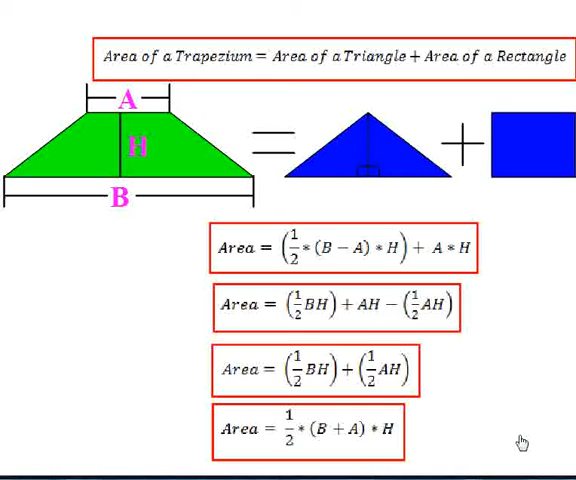 Area of a Trapezium = Area of a Triangle + Area of a Rectangle
A
H
B
=
+
Area = (1/2 * (B − A) * H) + A * H
Area = (1/2 BH) + AH − (1/2 AH)
Area = (1/2 BH) + (1/2 AH)
Area = 1/2 * (B + A) * H